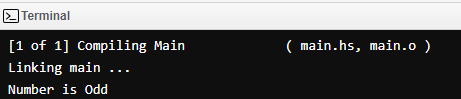 Terminal
[1 of 1] Compiling Main             ( main.hs, main.o )
Linking main ...
Number is Odd